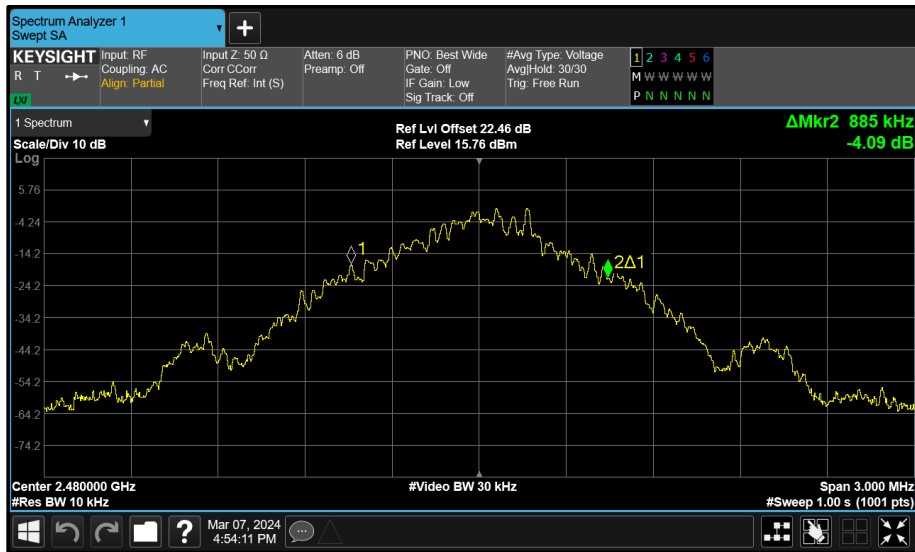 Spectrum Analyzer 1
Swept SA
KEYSIGHT
R T
LXI
Input: RF
Coupling: AC
Align: Partial
Input Z: 50 Ω
Corr CCorr
Freq Ref: Int (S)
Atten: 6 dB
Preamp: Off
PNO: Best Wide
Gate: Off
IF Gain: Low
Sig Track: Off
#Avg Type: Voltage
Avg|Hold: 30/30
Trig: Free Run
1 2 3 4 5 6
M W W W W W
P N N N N N
1 Spectrum
Scale/Div 10 dB
Log
Ref Lvl Offset 22.46 dB
Ref Level 15.76 dBm
ΔMkr2 885 kHz
-4.09 dB
5.76
-4.24
-14.2
-24.2
-34.2
-44.2
-54.2
-64.2
-74.2
1
2Δ1
Center 2.480000 GHz
#Res BW 10 kHz
#Video BW 30 kHz
Span 3.000 MHz
#Sweep 1.00 s (1001 pts)
?
Mar 07, 2024
4:54:11 PM